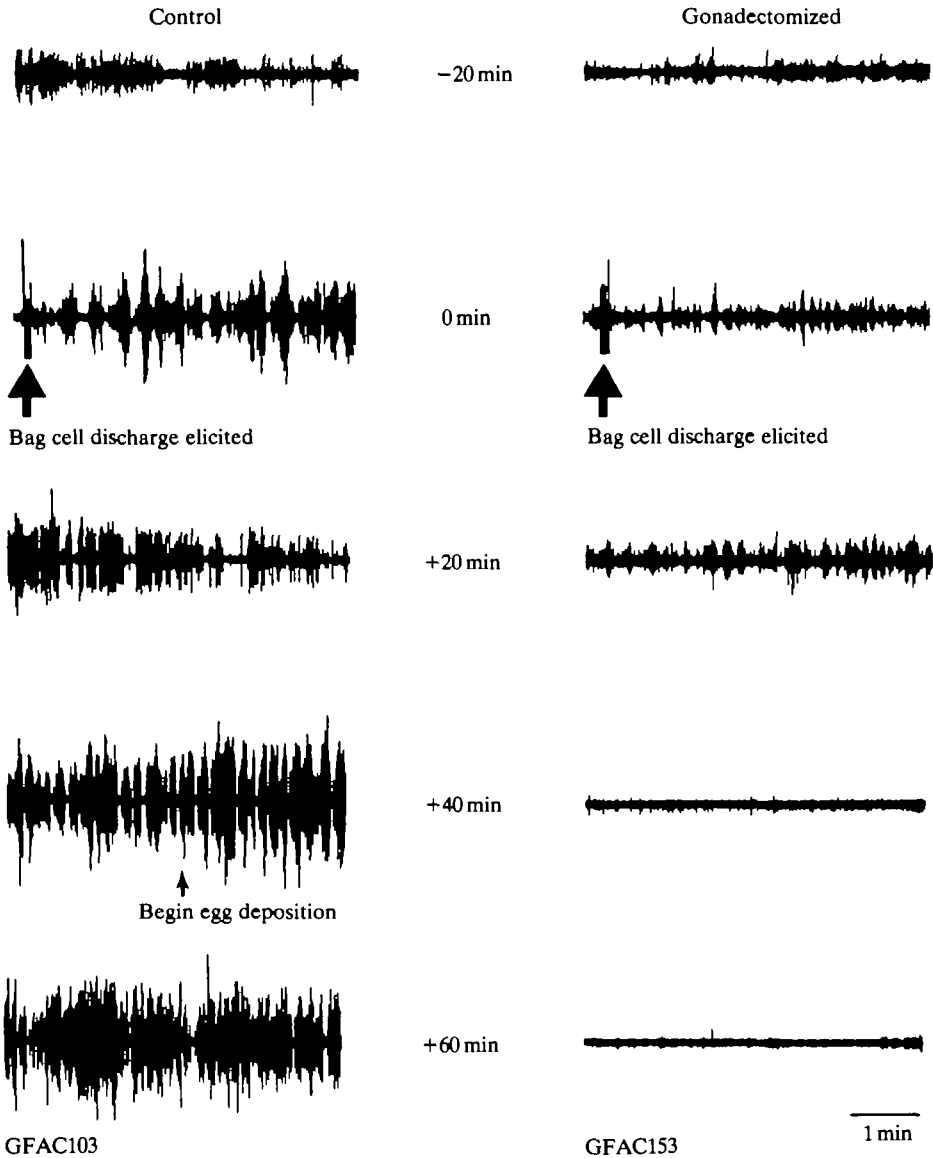 Control
Gonadectomized
−20 min
0 min
Bag cell discharge elicited
Bag cell discharge elicited
+20 min
+40 min
Begin egg deposition
+60 min
1 min
GFAC103
GFAC153